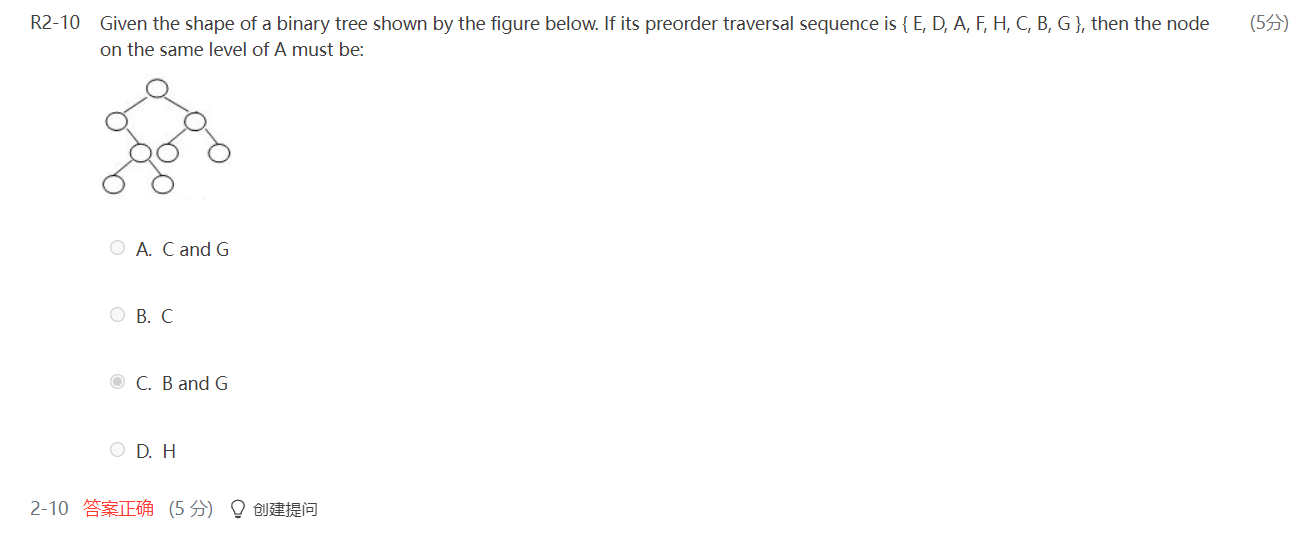 R2-10 Given the shape of a binary tree shown by the figure below. If its preorder traversal sequence is { E, D, A, F, H, C, B, G }, then the node (5分)
on the same level of A must be:
A. C and G
B. C
C. B and G
D. H
2-10 答案正确 (5 分) 创建提问